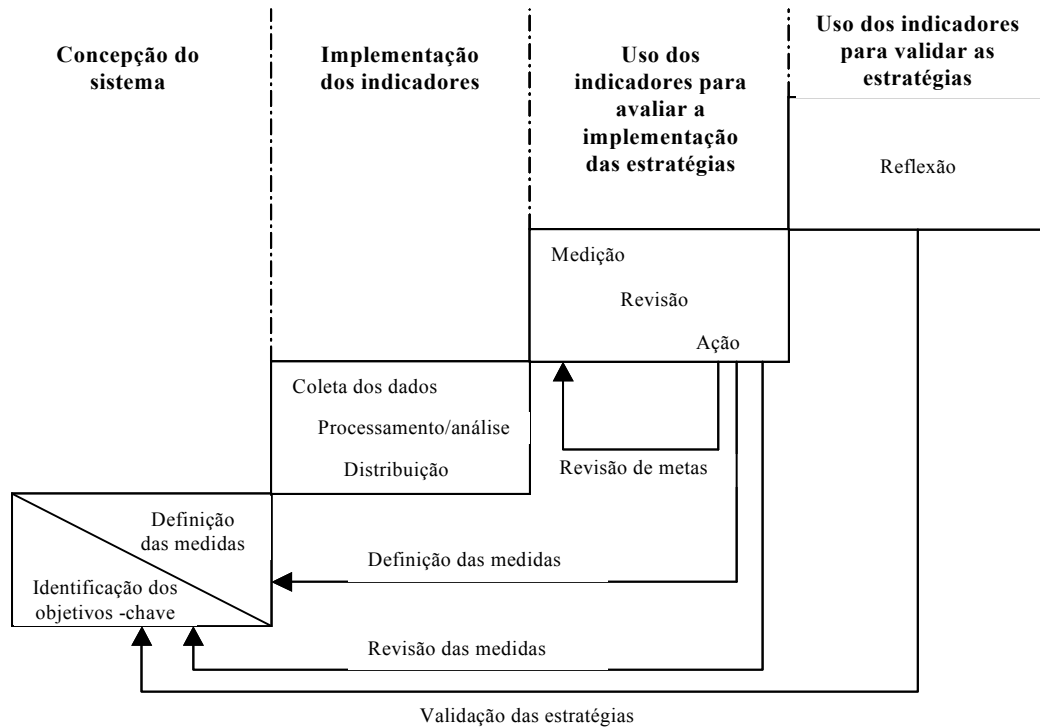 Concepção do
sistema
Implementação
dos indicadores
Uso dos
indicadores para
avaliar a
implementação
das estratégias
Uso dos indicadores
para validar as
estratégias
Reflexão
Medição
Revisão
Ação
Coleta dos dados
Processamento/análise
Distribuição
Revisão de metas
Definição
das medidas
Identificação dos
objetivos -chave
Definição das medidas
Revisão das medidas
Validação das estratégias